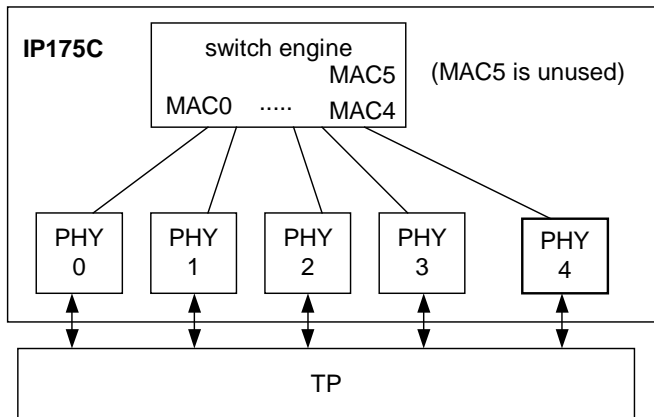 IP175C
switch engine
MAC5
(MAC5 is unused)
MAC0 ..... MAC4
PHY 0
PHY 1
PHY 2
PHY 3
PHY 4
TP